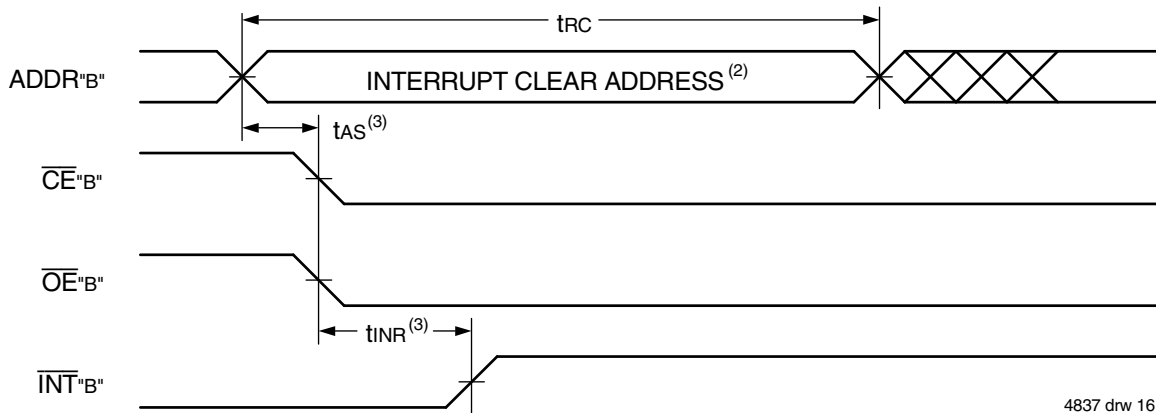 tRC
ADDR"B"
INTERRUPT CLEAR ADDRESS(2)
tAS(3)
CE"B"
OE"B"
tINR(3)
INT"B"
4837 drw 16